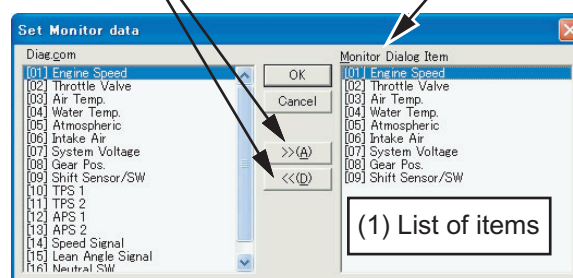 Set Monitor data
Diag.com
[01] Engine Speed
[02] Throttle Valve
[03] Air Temp.
[04] Water Temp.
[05] Atmospheric
[06] Intake Air
[07] System Voltage
[08] Gear Pos.
[09] Shift Sensor/SW
[10] TPS 1
[11] TPS 2
[12] APS 1
[13] APS 2
[14] Speed Signal
[15] Lean Angle Signal
[16] Neutral SW
OK
Cancel
>>(A)
<<(D)
Monitor Dialog Item
[01] Engine Speed
[02] Throttle Valve
[03] Air Temp.
[04] Water Temp.
[05] Atmospheric
[06] Intake Air
[07] System Voltage
[08] Gear Pos.
[09] Shift Sensor/SW
(1) List of items